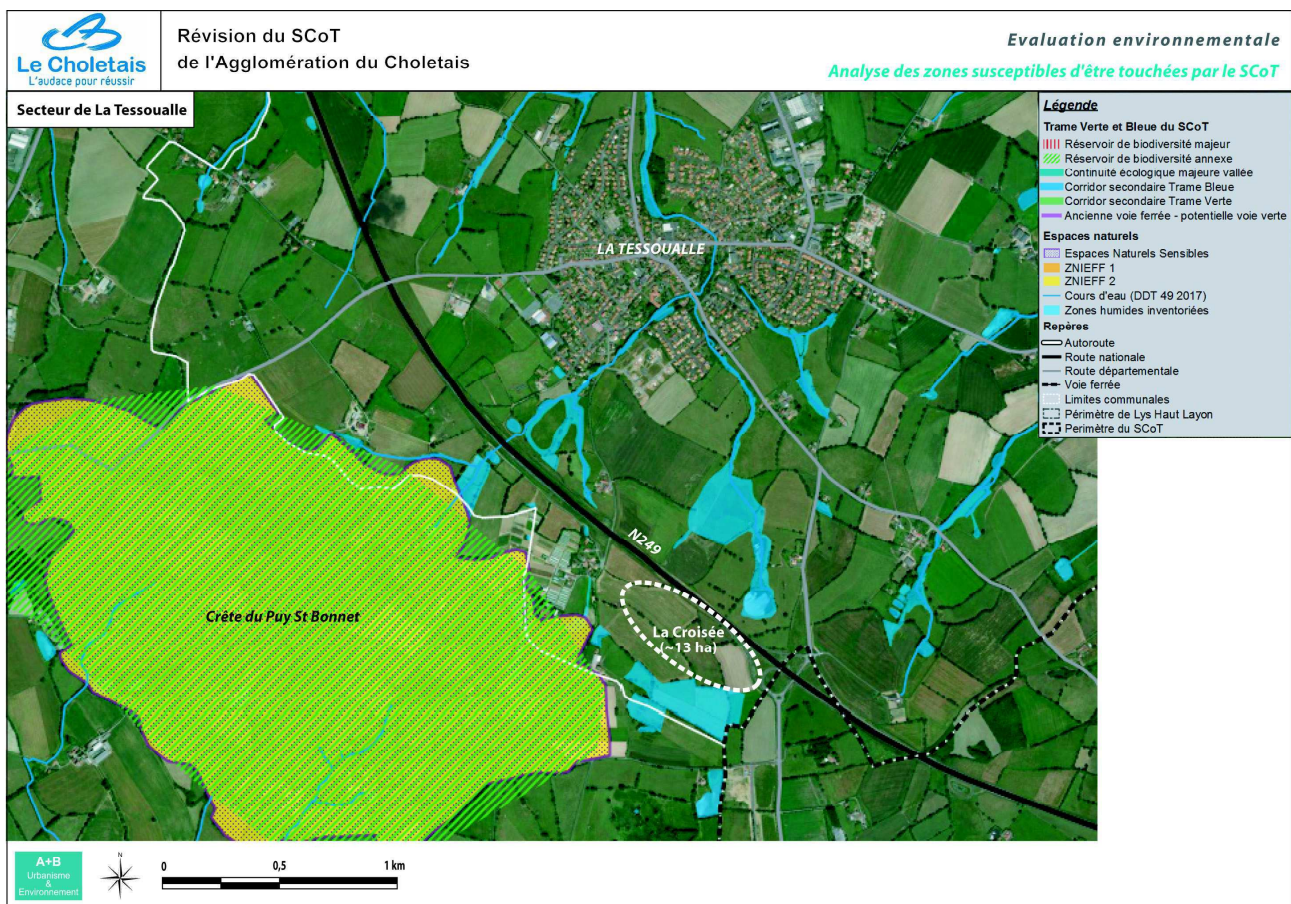 Le Choletais
L'audace pour réussir
Révision du SCoT
de l'Agglomération du Choletais
Evaluation environnementale
Analyse des zones susceptibles d'être touchées par le SCoT
Secteur de La Tessoualle
Légende
Trame Verte et Bleue du SCoT
Réservoir de biodiversité majeur
Réservoir de biodiversité annexe
Continuité écologique majeure vallée
Corridor secondaire Trame Bleue
Corridor secondaire Trame Verte
Ancienne voie ferrée - potentielle voie verte
Espaces naturels
Espaces Naturels Sensibles
ZNIEFF 1
ZNIEFF 2
Cours d'eau (DDT 49 2017)
Zones humides inventoriées
Repères
Autoroute
Route nationale
Route départementale
Voie ferrée
Limites communales
Périmètre de Lys Haut Layon
Perimètre du SCoT
LA TESSOUALLE
N249
Crête du Puy St Bonnet
La Croisée
(~13 ha)
A+B
Urbanisme
&
Environnement
N
0 0,5 1 km